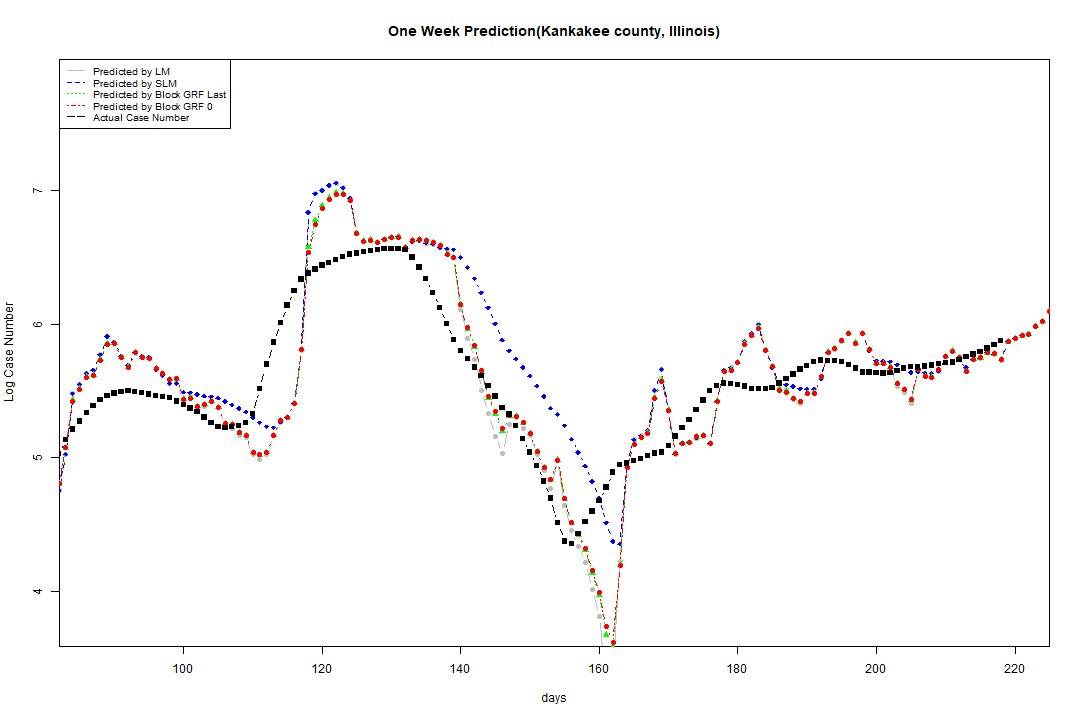 One Week Prediction(Kankakee county, Illinois)
Predicted by LM
Predicted by SLM
Predicted by Block GRF Last
Predicted by Block GRF 0
Actual Case Number
Log Case Number
7
6
5
4
100 120 140 160 180 200 220
days